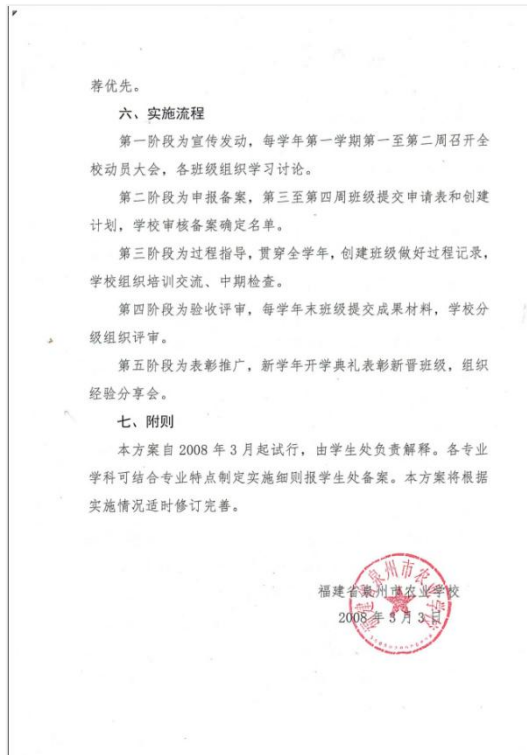 荐优先。
六、实施流程
第一阶段为宣传发动，每学年第一学期第一至第二周召开全
校动员大会，各班级组织学习讨论。
第二阶段为申报备案，第三至第四周班级提交申请表和创建
计划，学校审核备案确定名单。
第三阶段为过程指导，贯穿全学年，创建班级做好过程记录，
学校组织培训交流、中期检查。
第四阶段为验收评审，每学年末班级提交成果材料，学校分
级组织评审。
第五阶段为表彰推广，新学年开学典礼表彰新晋班级，组织
经验分享会。
七、附则
本方案自 2008 年 3 月起试行，由学生处负责解释。各专业
学科可结合专业特点制定实施细则报学生处备案。本方案将根据
实施情况适时修订完善。
福建省泉州市农业学校
2008 年 3 月 3 日
福建省泉州市农业学校